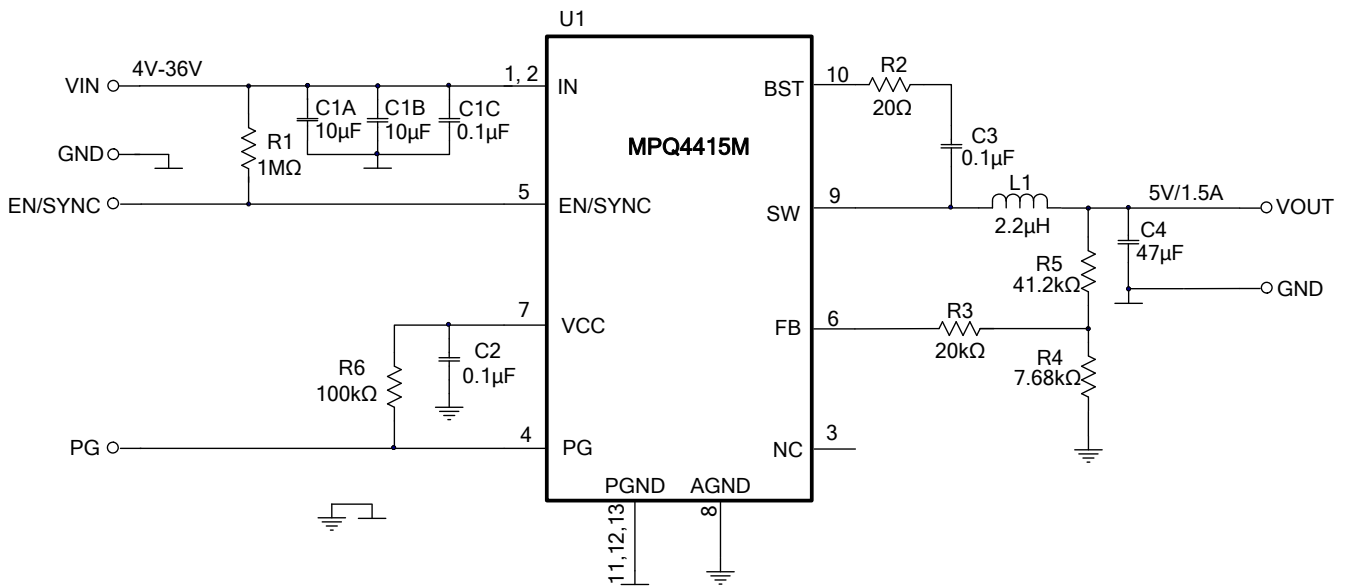 U1
VIN
4V-36V
1, 2
IN
C1A
10µF
C1B
10µF
C1C
0.1µF
R1
1MΩ
GND
EN/SYNC
5
EN/SYNC
MPQ4415M
BST
10
R2
20Ω
C3
0.1µF
SW
9
L1
2.2µH
5V/1.5A
VOUT
C4
47µF
R5
41.2kΩ
GND
7
VCC
R6
100kΩ
C2
0.1µF
FB
6
R3
20kΩ
R4
7.68kΩ
PG
4
PG
NC
3
PGND
AGND
11,12,13
8